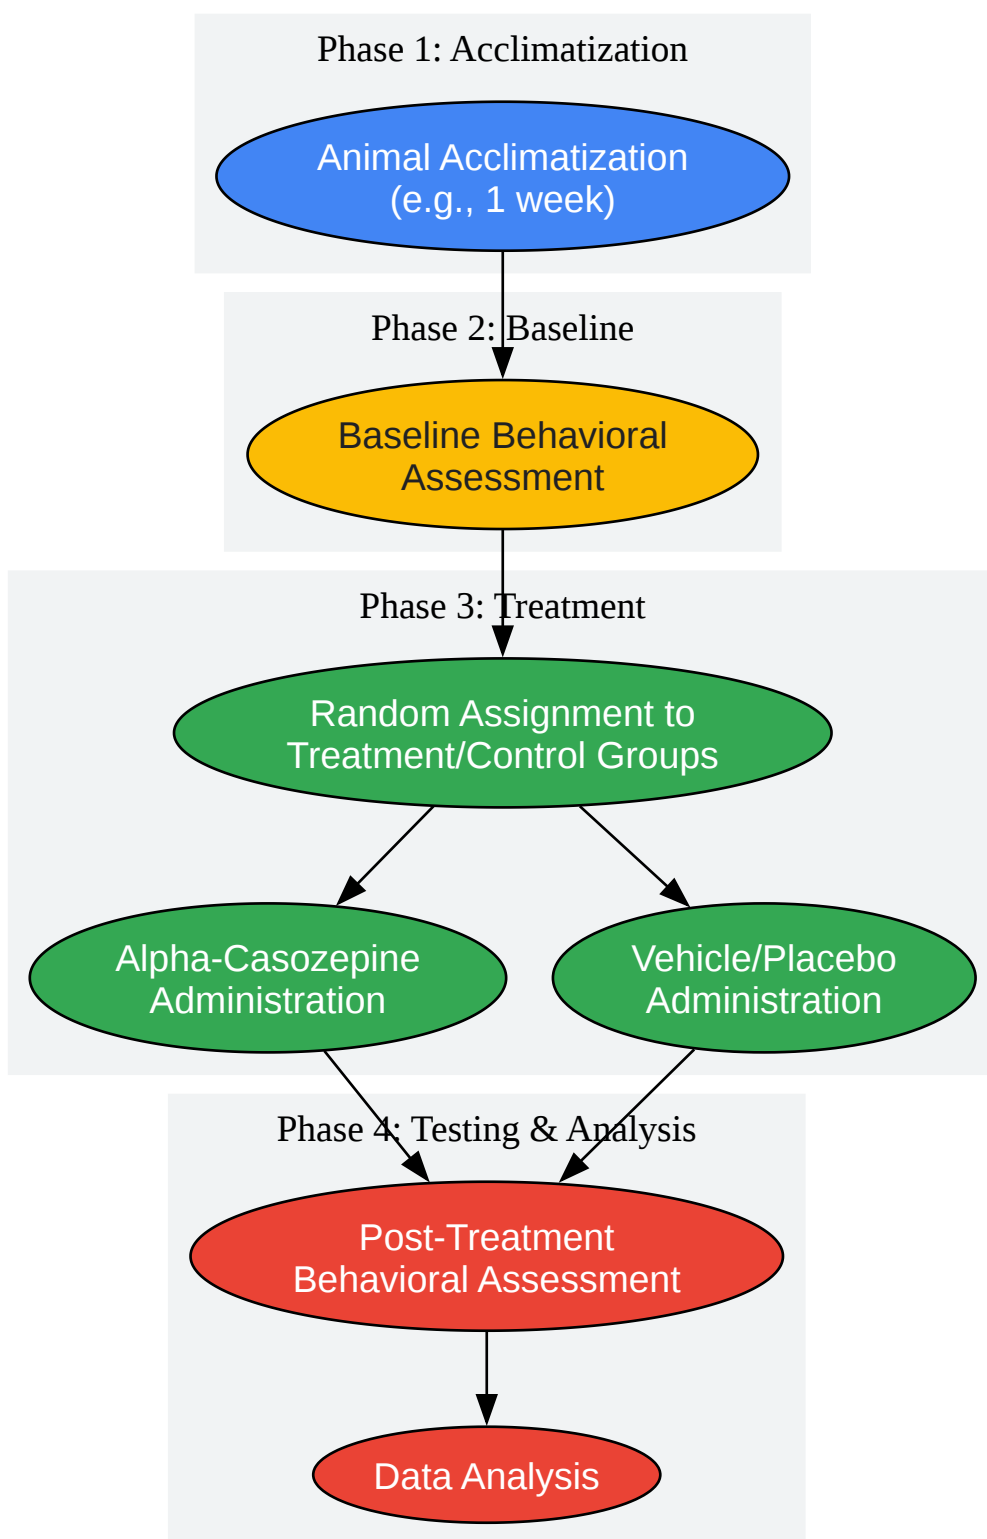 Phase 1: Acclimatization
Animal Acclimatization
(e.g., 1 week)
Phase 2: Baseline
Baseline Behavioral
Assessment
Phase 3: Treatment
Random Assignment to
Treatment/Control Groups
Alpha-Casozepine
Administration
Vehicle/Placebo
Administration
Phase 4: Testing & Analysis
Post-Treatment
Behavioral Assessment
Data Analysis